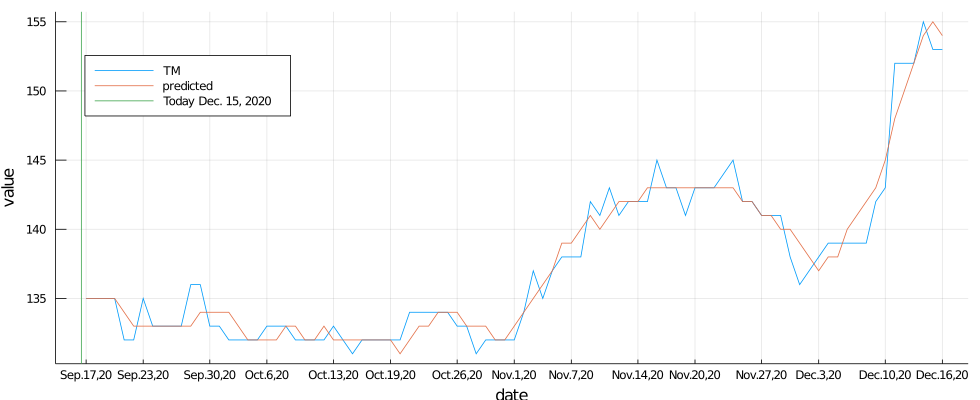 155
150
145
140
135
value
TM
predicted
Today Dec. 15, 2020
Sep.17,20 Sep.23,20 Sep.30,20 Oct.6,20 Oct.13,20 Oct.19,20 Oct.26,20 Nov.1,20 Nov.7,20 Nov.14,20 Nov.20,20 Nov.27,20 Dec.3,20 Dec.10,20 Dec.16,20
date